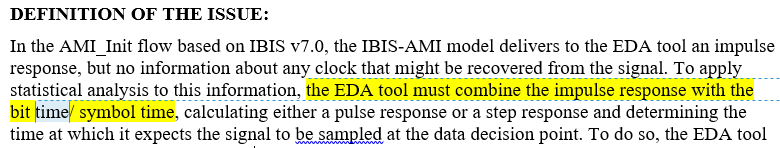 DEFINITION OF THE ISSUE:
In the AMI_Init flow based on IBIS v7.0, the IBIS-AMI model delivers to the EDA tool an impulse
response, but no information about any clock that might be recovered from the signal. To apply
statistical analysis to this information, the EDA tool must combine the impulse response with the
bit time/ symbol time, calculating either a pulse response or a step response and determining the
time at which it expects the signal to be sampled at the data decision point. To do so, the EDA tool